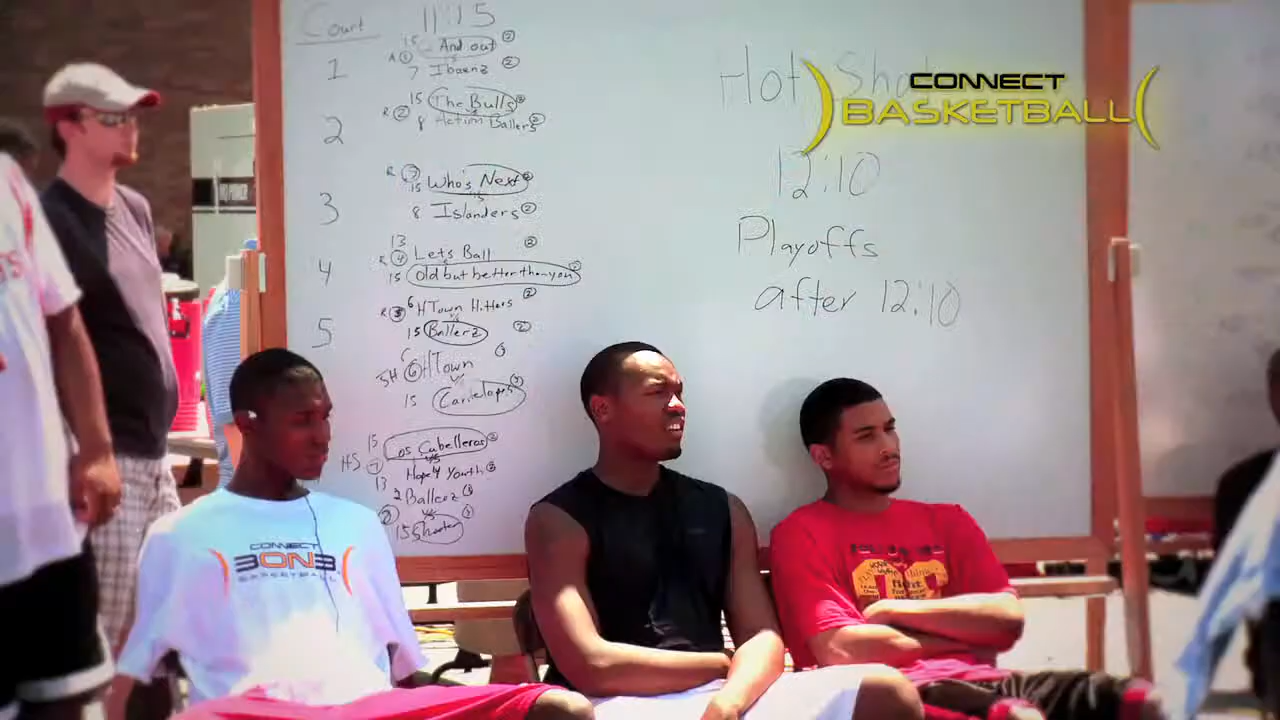 Court 11:15
15 And out 2
1 7 Ibaenz 2
15 The Bulls
2 8 Action Ballers 2
3 15 Who's Next
8 Islanders 2
13 Lets Ball 2
4 15 old but better than you
6 HTown Hitters 2
5 15 Ballerz 2
6 HTown
15 Cantelopes
15 Los Cabelleros 2
Hope 4 Youth
13
2 Ballerz
15 Shooters
Hot Shot
12:10
Playoffs
after 12:10
CONNECT
BASKETBALL
CONNECT
3ON3
BASKETBALL